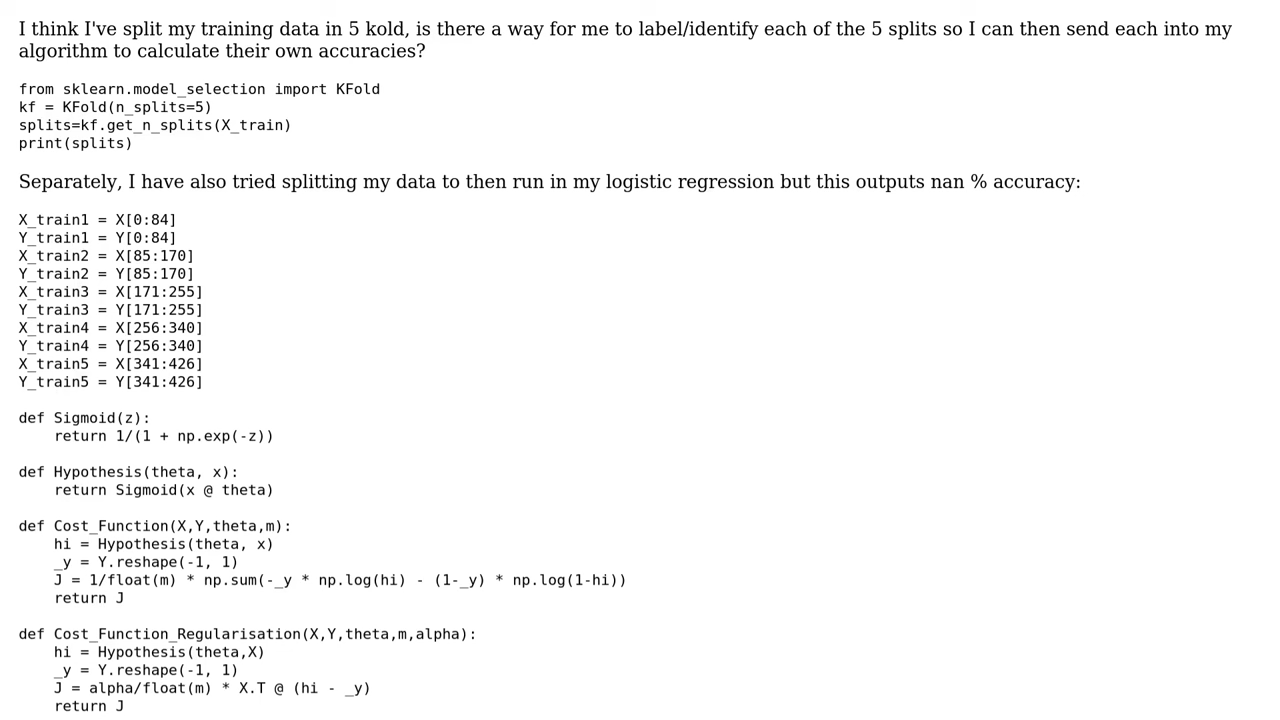 I think I've split my training data in 5 kold, is there a way for me to label/identify each of the 5 splits so I can then send each into my
algorithm to calculate their own accuracies?
from sklearn.model_selection import KFold
kf = KFold(n_splits=5)
splits=kf.get_n_splits(X_train)
print(splits)
Separately, I have also tried splitting my data to then run in my logistic regression but this outputs nan % accuracy:
X_train1 = X[0:84]
Y_train1 = Y[0:84]
X_train2 = X[85:170]
Y_train2 = Y[85:170]
X_train3 = X[171:255]
Y_train3 = Y[171:255]
X_train4 = X[256:340]
Y_train4 = Y[256:340]
X_train5 = X[341:426]
Y_train5 = Y[341:426]
def Sigmoid(z):
    return 1/(1 + np.exp(-z))
def Hypothesis(theta, x):
    return Sigmoid(x @ theta)
def Cost_Function(X,Y,theta,m):
    hi = Hypothesis(theta, x)
    _y = Y.reshape(-1, 1)
    J = 1/float(m) * np.sum(-_y * np.log(hi) - (1-_y) * np.log(1-hi))
    return J
def Cost_Function_Regularisation(X,Y,theta,m,alpha):
    hi = Hypothesis(theta,X)
    _y = Y.reshape(-1, 1)
    J = alpha/float(m) * X.T @ (hi - _y)
    return J